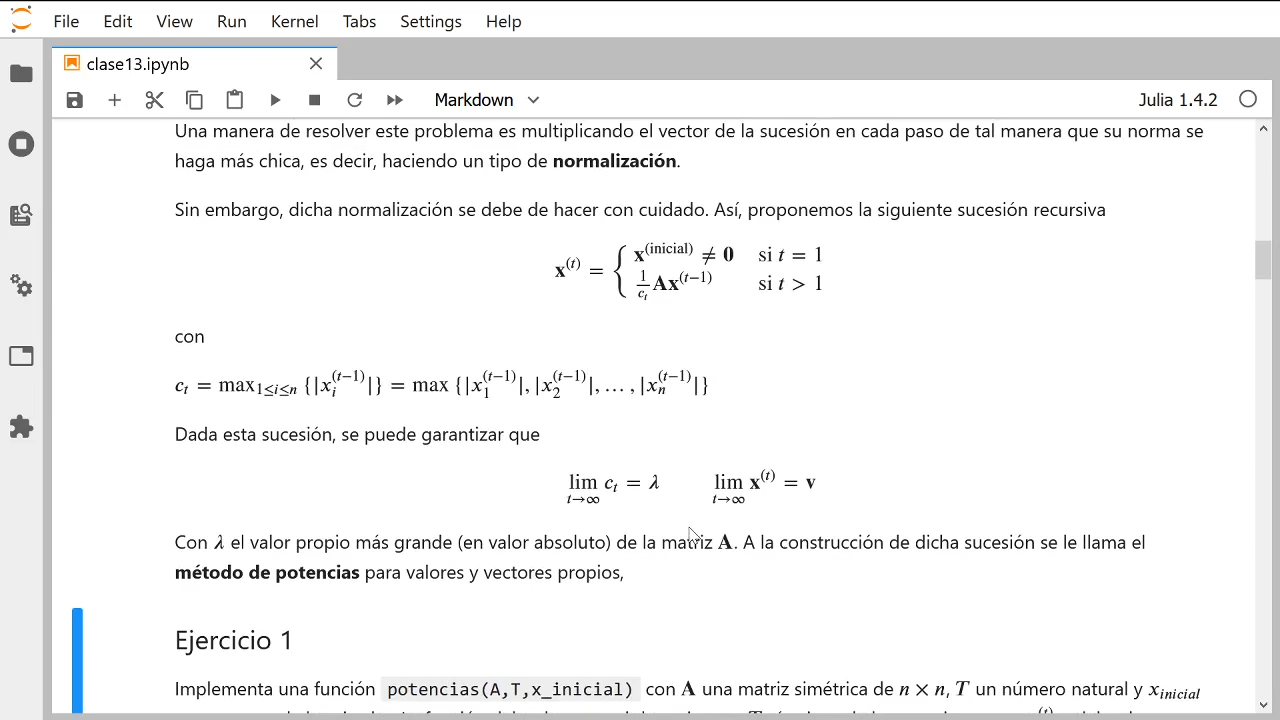 File Edit View Run Kernel Tabs Settings Help
clase13.ipynb
Markdown Julia 1.4.2
Una manera de resolver este problema es multiplicando el vector de la sucesión en cada paso de tal manera que su norma se
haga más chica, es decir, haciendo un tipo de normalización.
Sin embargo, dicha normalización se debe de hacer con cuidado. Así, proponemos la siguiente sucesión recursiva
x^(t) = { x^(inicial) ≠ 0 si t = 1
1/c_t Ax^(t−1) si t > 1
con
c_t = max_{1≤i≤n} {|x_i^(t−1)|} = max {|x_1^(t−1)|, |x_2^(t−1)|, … , |x_n^(t−1)|}
Dada esta sucesión, se puede garantizar que
lim_{t→∞} c_t = λ lim_{t→∞} x^(t) = v
Con λ el valor propio más grande (en valor absoluto) de la matriz A. A la construcción de dicha sucesión se le llama el
método de potencias para valores y vectores propios,
Ejercicio 1
Implementa una función potencias(A,T,x_inicial) con A una matriz simétrica de n × n, T un número natural y x_inicial